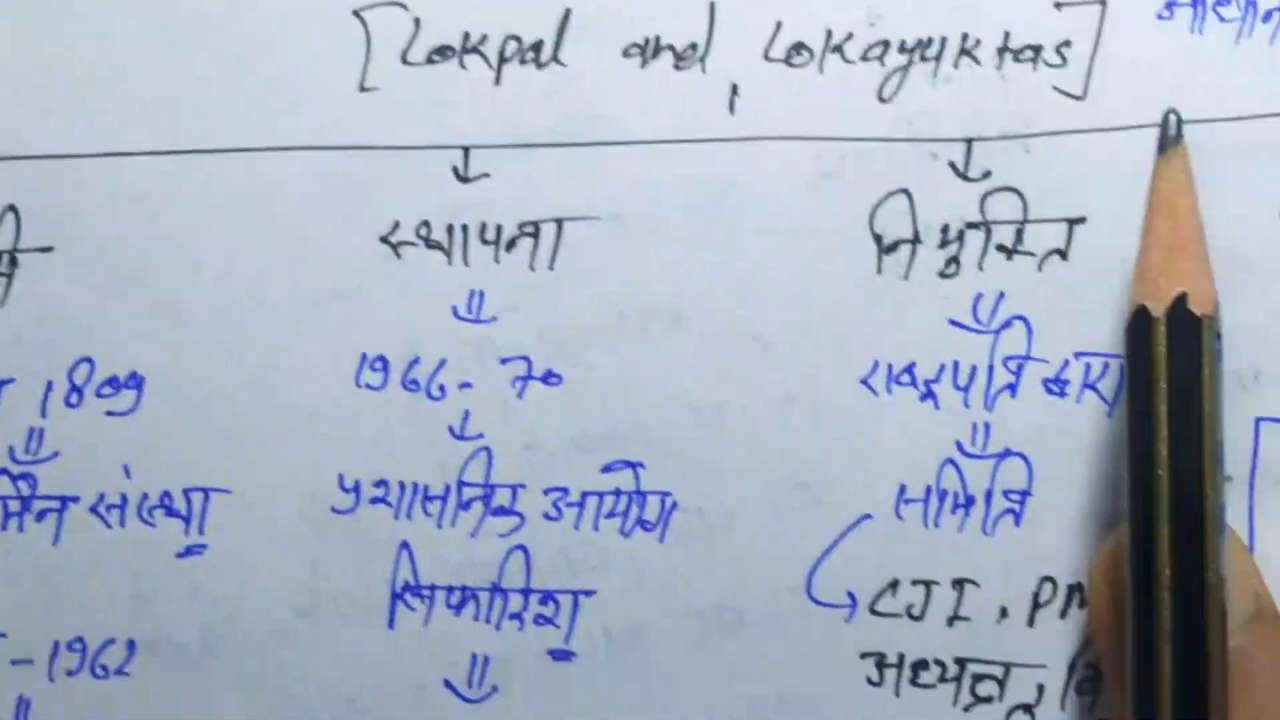 [Lokpal and Lokayuktas]
स्थापना
नियुक्ति
1809
1966-70
राष्ट्रपति द्वारा
संस्था
प्रशासनिक आयोग
समिति
सिफारिश
CJI, PM
-1962
अध्यक्ष,